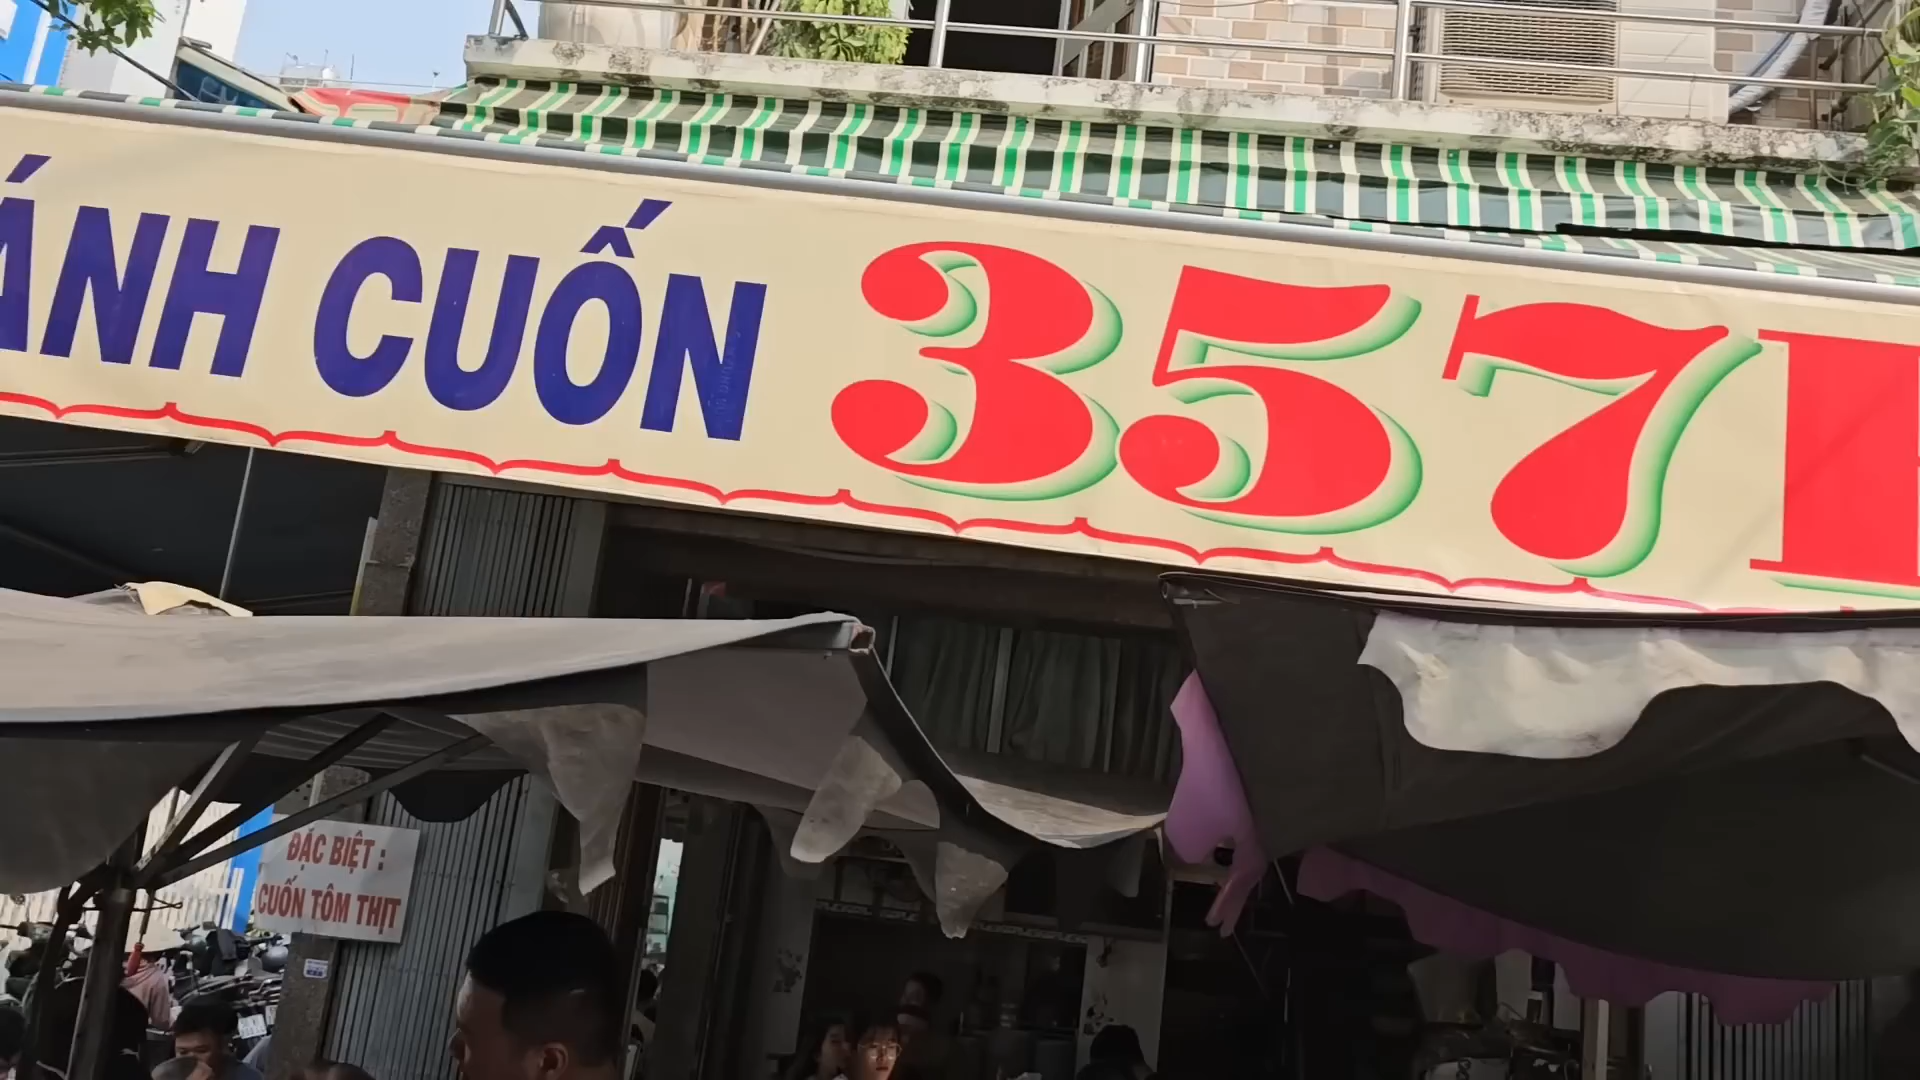 ÁNH CUỐN 357
ĐẶC BIỆT :
CUỐN TÔM THỊT